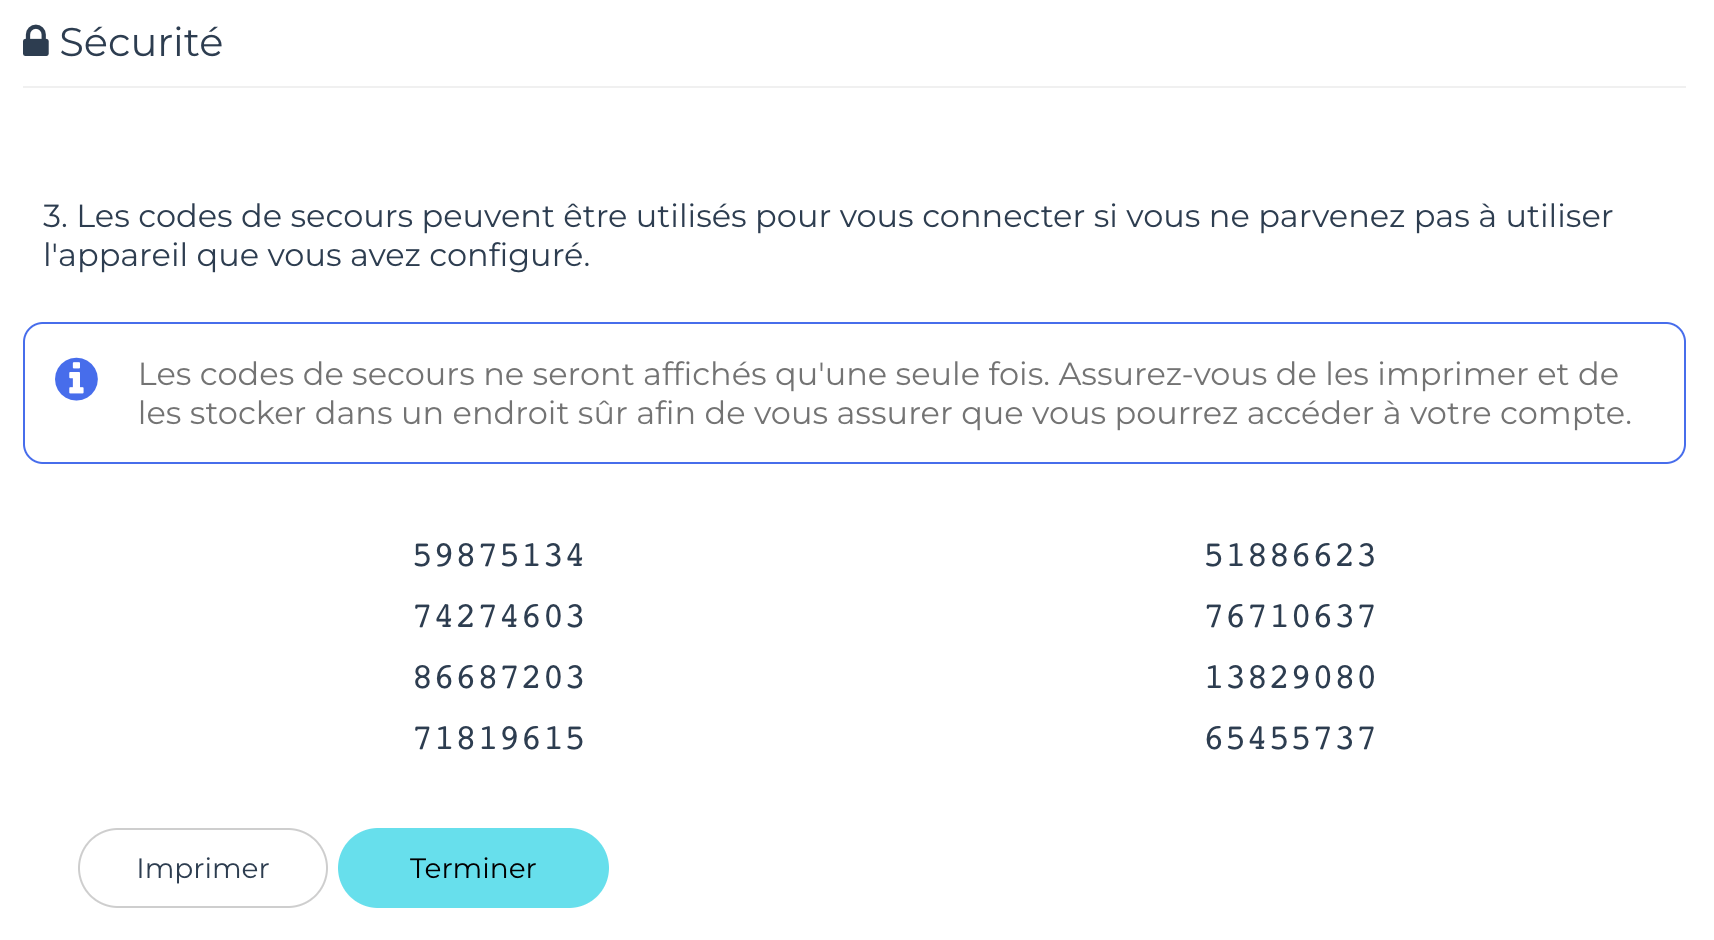 Sécurité
3. Les codes de secours peuvent être utilisés pour vous connecter si vous ne parvenez pas à utiliser
l'appareil que vous avez configuré.
Les codes de secours ne seront affichés qu'une seule fois. Assurez-vous de les imprimer et de
les stocker dans un endroit sûr afin de vous assurer que vous pourrez accéder à votre compte.
59875134 51886623
74274603 76710637
86687203 13829080
71819615 65455737
Imprimer Terminer